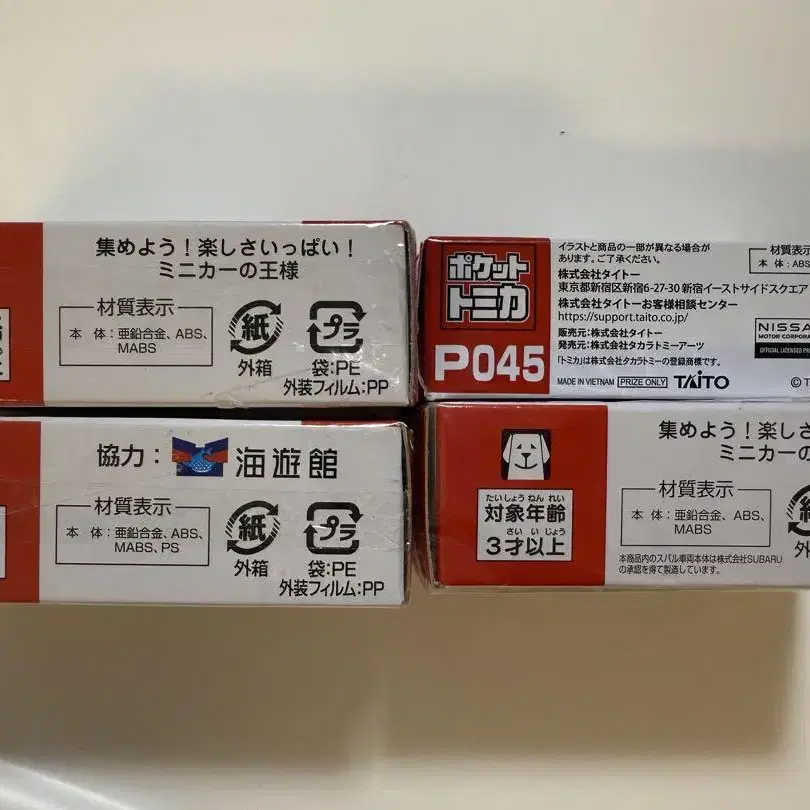 集めよう！楽しさいっぱい！
ミニカーの王様
材質表示
本 体：亜鉛合金、ABS、
MABS
紙
外箱
プラ
袋:PE
外装フィルム:PP
ポケット
トミカ
P045
イラストと商品の一部が異なる場合が
あります。ご了承ください。
株式会社タイトー
東京都新宿区新宿6-27-30 新宿イーストサイドスクエア
株式会社タイトーお客様相談センター
https://support.taito.co.jp/
販売元：株式会社タイトー
発売元：株式会社タカラトミーアーツ
「トミカ」は株式会社タカラトミーの登録商標です。
MADE IN VIETNAM PRIZE ONLY TAITO
©T
材質表示
本 体：ABS
NISSA
MOTOR CORPORA
OFFICIAL LICENSED PR
協力：海遊館
材質表示
本 体：亜鉛合金、ABS、
MABS、PS
紙
外箱
プラ
袋:PE
外装フィルム:PP
たいしょう ねん れい
対象年齢
さい い じょう
3才以上
集めよう！楽しさ
ミニカーの
材質表示
本 体：亜鉛合金、ABS、
MABS
本商品内のスバル車両本体は株式会社SUBARU
の承認を得て製造しています。